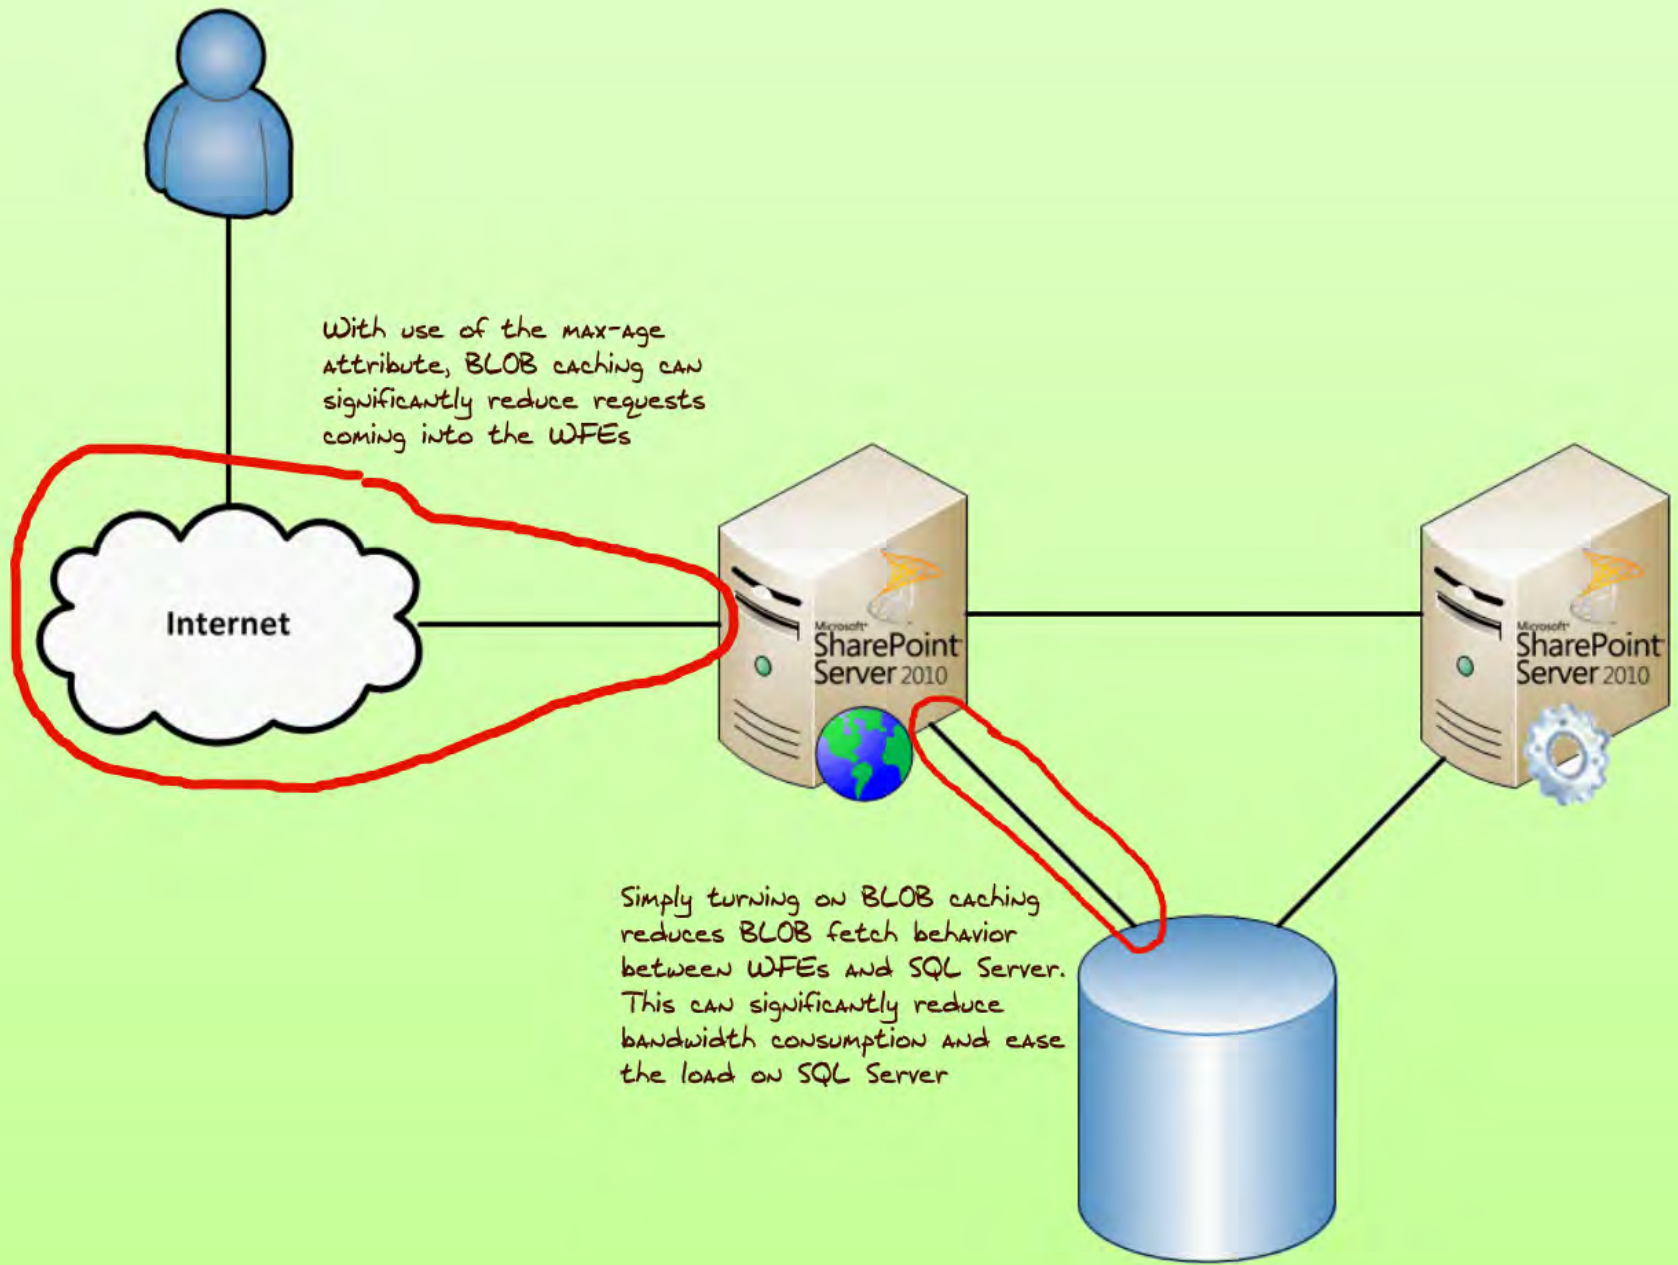 With use of the max-age
attribute, BLOB caching can
significantly reduce requests
coming into the WFEs
Internet
Microsoft®
SharePoint
Server 2010
Microsoft®
SharePoint
Server 2010
Simply turning on BLOB caching
reduces BLOB fetch behavior
between WFEs and SQL Server.
This can significantly reduce
bandwidth consumption and ease
the load on SQL Server